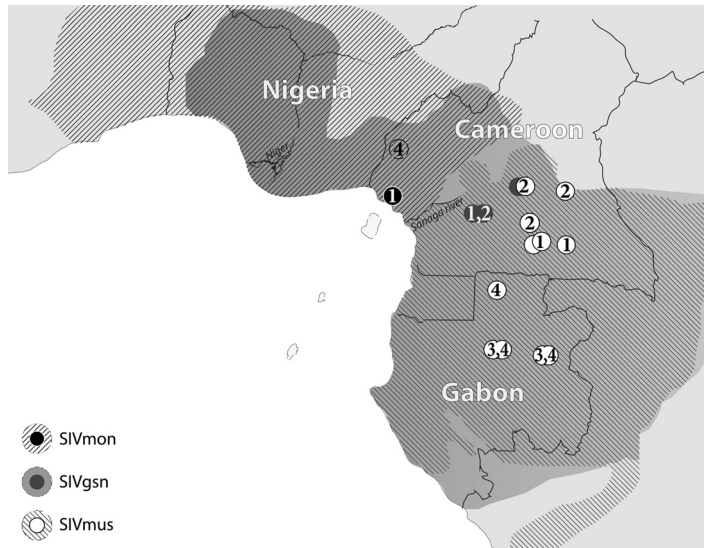 Nigeria
Cameroon
Niger
4
1
Sanaga river
1,2
2
2
2
1
1
4
3,4
3,4
Gabon
SIVmon
SIVgsn
SIVmus